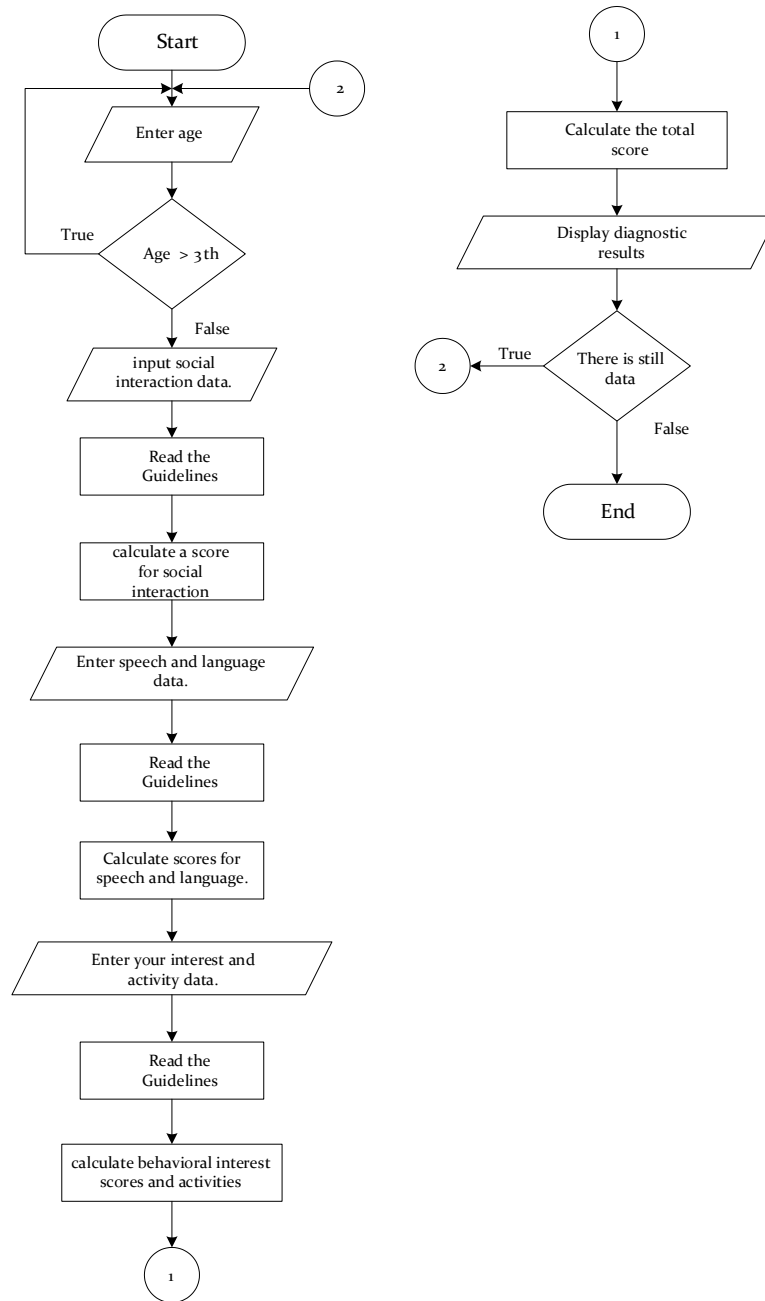 Start
2
Enter age
True
Age > 3 th
False
input social
interaction data.
Read the
Guidelines
calculate a score
for social
interaction
Enter speech and language
data.
Read the
Guidelines
Calculate scores for
speech and language.
Enter your interest and
activity data.
Read the
Guidelines
calculate behavioral interest
scores and activities
1
1
Calculate the total
score
Display diagnostic
results
2
True
There is still
data
False
End